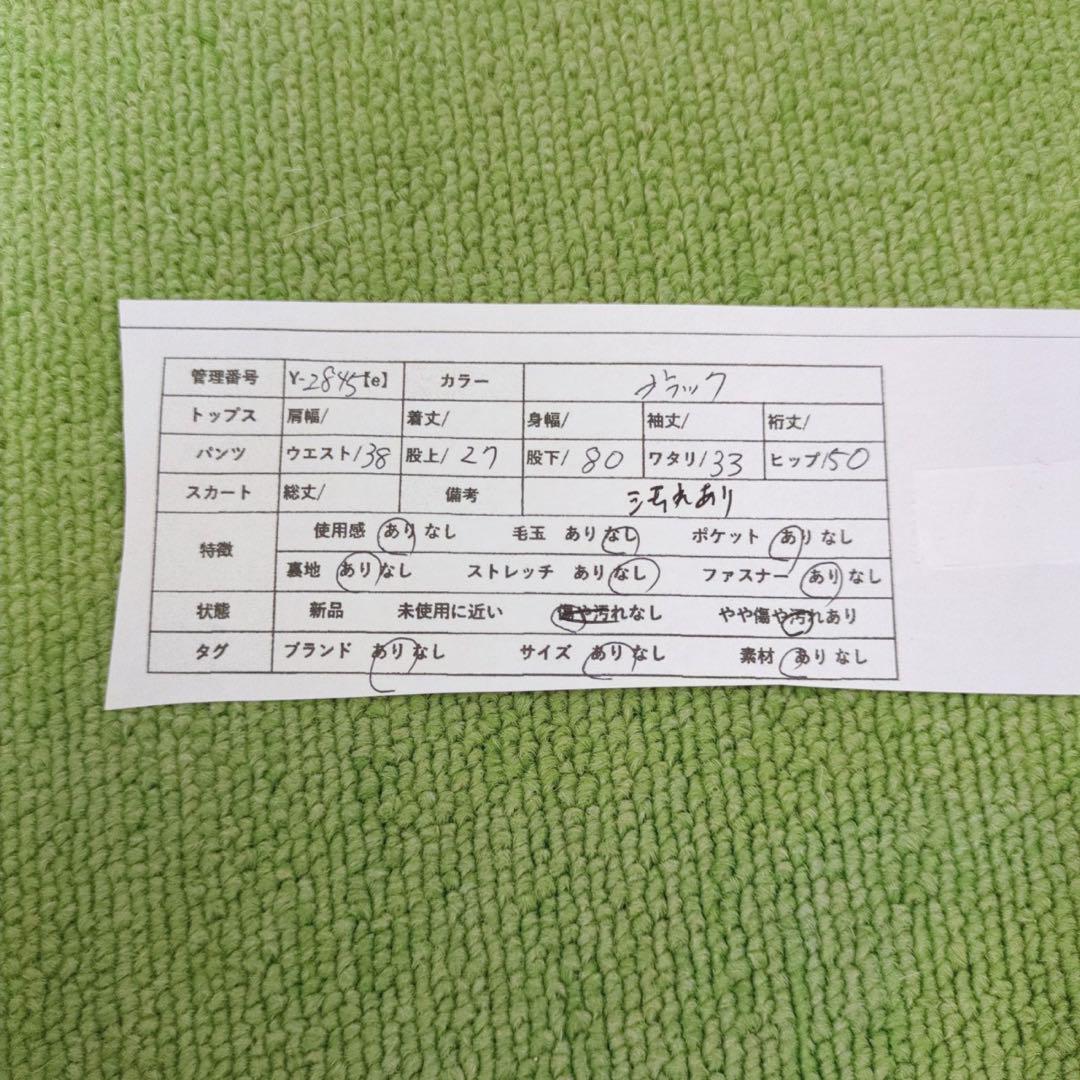 管理番号 Y-2845【e】 カラー ブラック
トップス 肩幅/ 着丈/ 身幅/ 袖丈/ 裄丈/
パンツ ウエスト/38 股上/27 股下/80 ワタリ/33 ヒップ/50
スカート 総丈/ 備考 汚れあり
特徴 使用感 あり なし 毛玉 あり なし ポケット あり なし
裏地 あり なし ストレッチ あり なし ファスナー あり なし
状態 新品 未使用に近い 傷や汚れなし やや傷や汚れあり
タグ ブランド あり なし サイズ あり なし 素材 あり なし